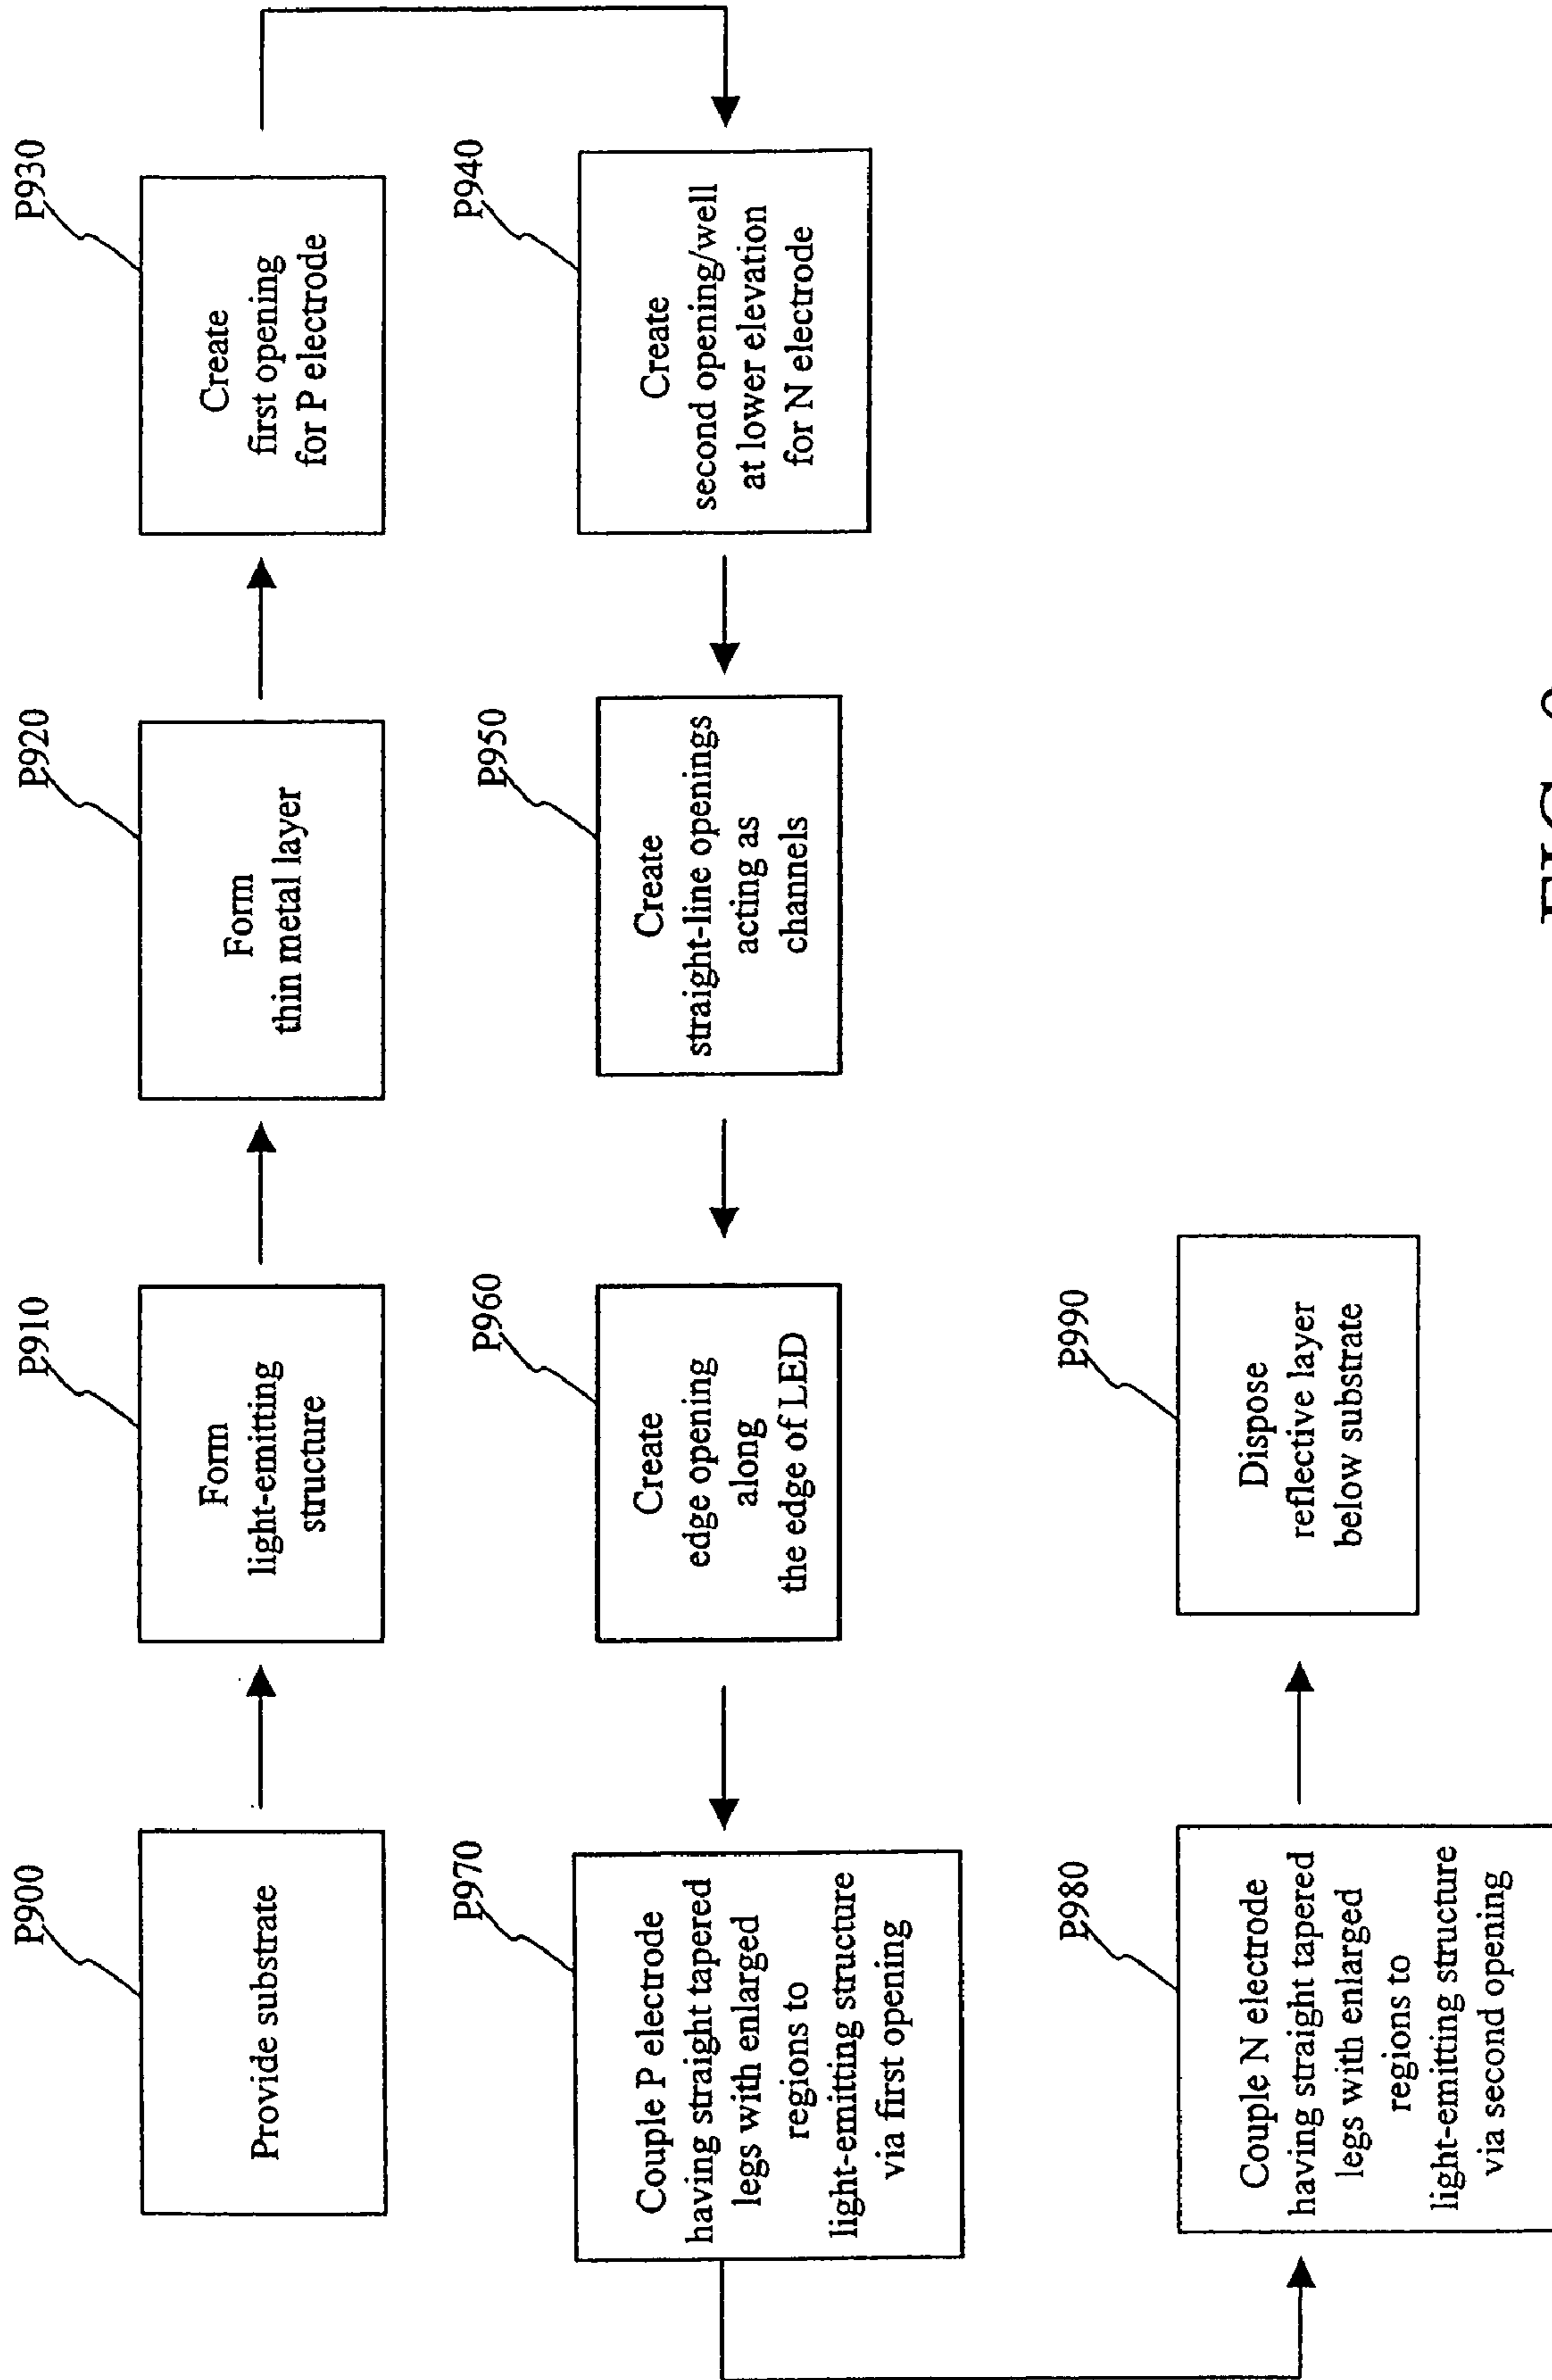 P900
Provide substrate
P910
Form
light-emitting
structure
P920
Form
thin metal layer
P930
Create
first opening
for P electrode
P940
Create
second opening/well
at lower elevation
for N electrode
P950
Create
straight-line openings
acting as
channels
P960
Create
edge opening
along
the edge of LED
P970
Couple P electrode
having straight tapered
legs with enlarged
regions to
light-emitting structure
via first opening
P980
Couple N electrode
having straight tapered
legs with enlarged
regions to
light-emitting structure
via second opening
P990
Dispose
reflective layer
below substrate
FIG.